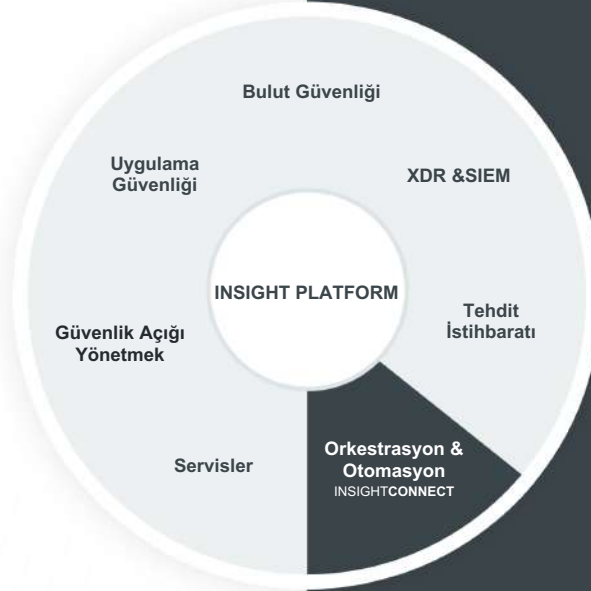 Bulut Güvenliği
Uygulama
Güvenliği
XDR &SIEM
INSIGHT PLATFORM
Tehdit
İstihbaratı
Güvenlik Açığı
Yönetmek
Servisler
Orkestrasyon &
Otomasyon
INSIGHTCONNECT